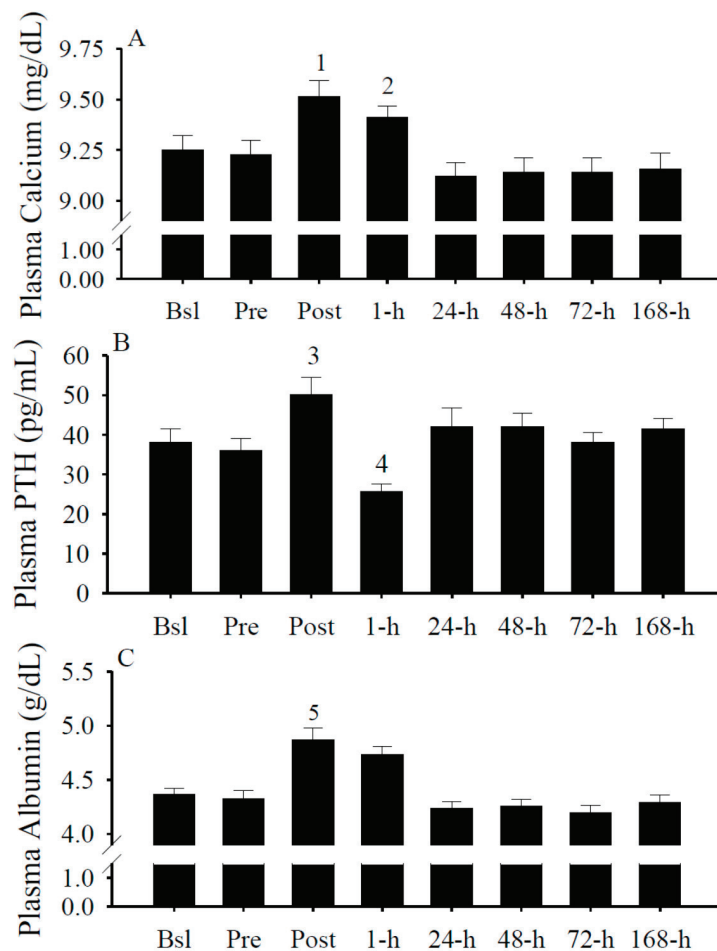 A
Plasma Calcium (mg/dL)
9.75
9.50
9.25
9.00
1.00
0.00
1
2
Bsl Pre Post 1-h 24-h 48-h 72-h 168-h
B
Plasma PTH (pg/mL)
60
50
40
30
20
10
0
3
4
Bsl Pre Post 1-h 24-h 48-h 72-h 168-h
C
Plasma Albumin (g/dL)
5.5
5.0
4.5
4.0
1.0
0.0
5
Bsl Pre Post 1-h 24-h 48-h 72-h 168-h